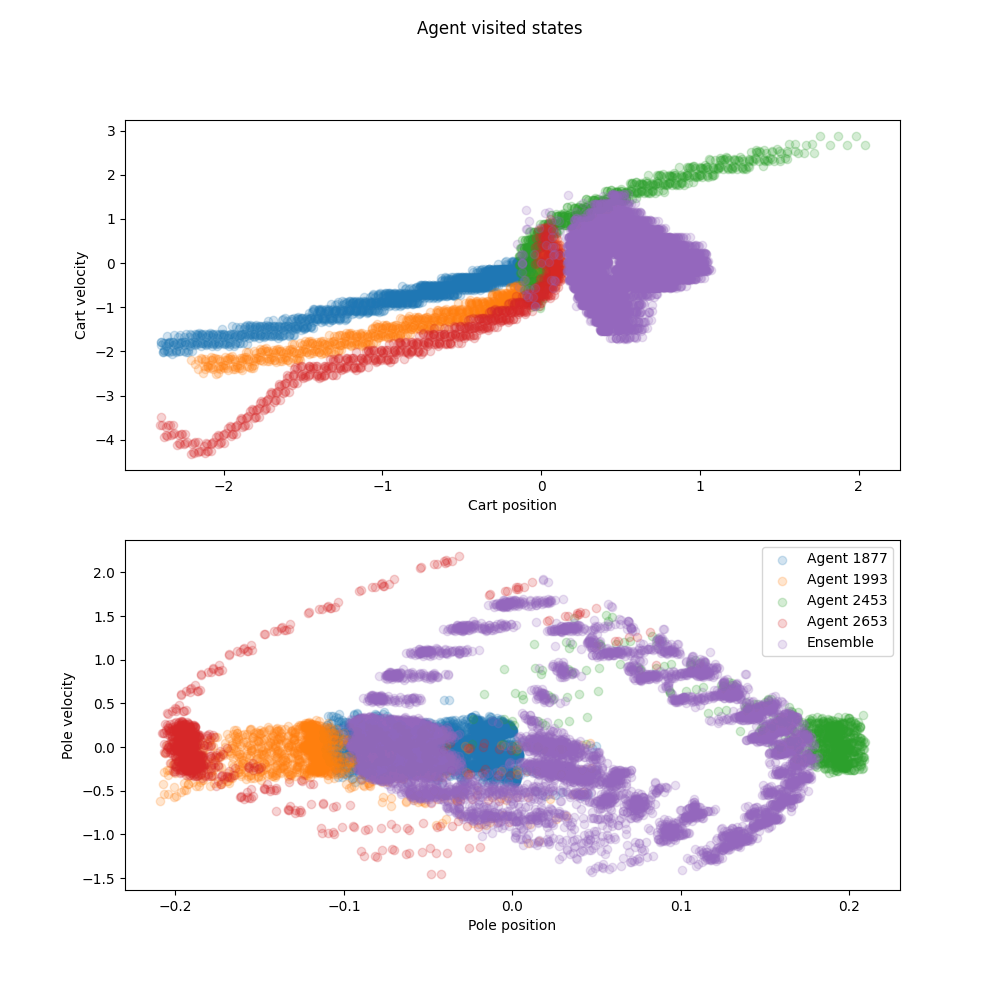 Agent visited states
3
2
1
0
−1
−2
−3
−4
Cart velocity
−2
−1
0
1
2
Cart position
2.0
1.5
1.0
0.5
0.0
−0.5
−1.0
−1.5
Pole velocity
Agent 1877
Agent 1993
Agent 2453
Agent 2653
Ensemble
−0.2
−0.1
0.0
0.1
0.2
Pole position